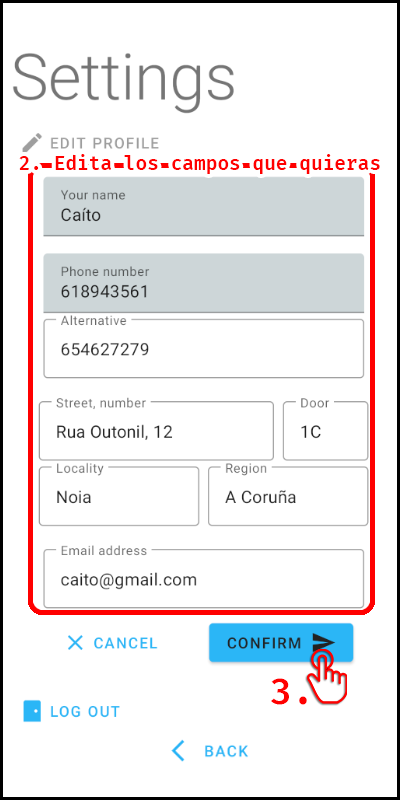 Settings
EDIT PROFILE
2. Edita los campos que quieras
Your name
Caíto
Phone number
618943561
Alternative
654627279
Street, number Door
Rua Outonil, 12 1C
Locality Region
Noia A Coruña
Email address
caito@gmail.com
CANCEL CONFIRM
3.
LOG OUT
BACK